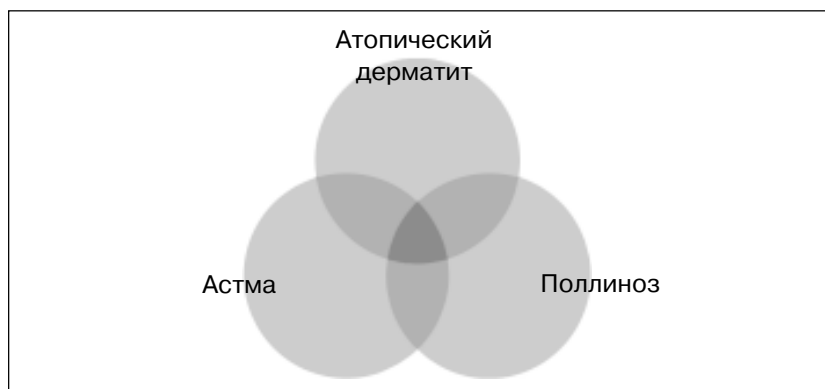 Атопический
дерматит
Астма
Поллиноз